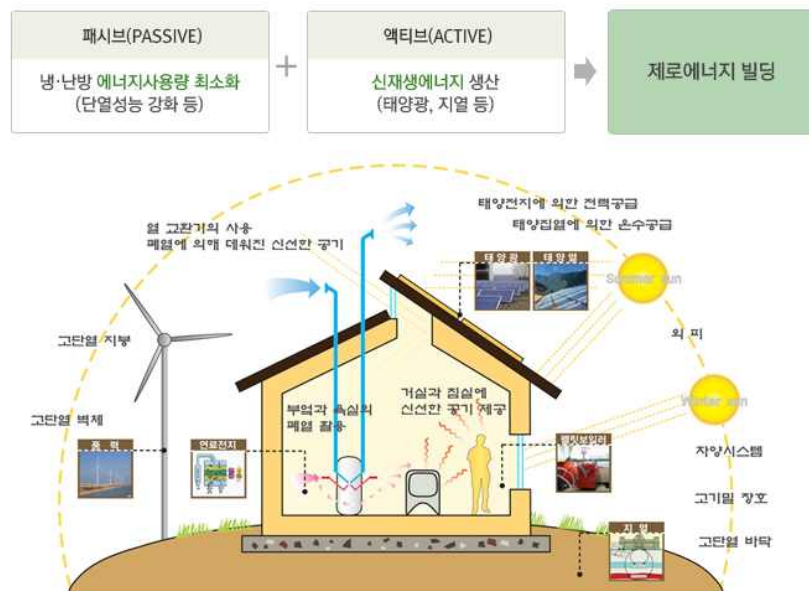 패시브(PASSIVE)
냉·난방 에너지사용량 최소화
(단열성능 강화 등)
+
액티브(ACTIVE)
신재생에너지 생산
(태양광, 지열 등)
제로에너지 빌딩
태양전지에 의한 전력공급
태양집열에 의한 온수공급
열 교환기의 사용
폐열에 의해 데워진 신선한 공기
태양광
태양열
Summer sun
고단열 지붕
외피
Winter sun
부엌과 욕실의
폐열 활용
거실과 침실에
신선한 공기 제공
고단열 벽체
풍력
연료전지
펠릿보일러
차양시스템
고기밀 창호
지열
고단열 바닥